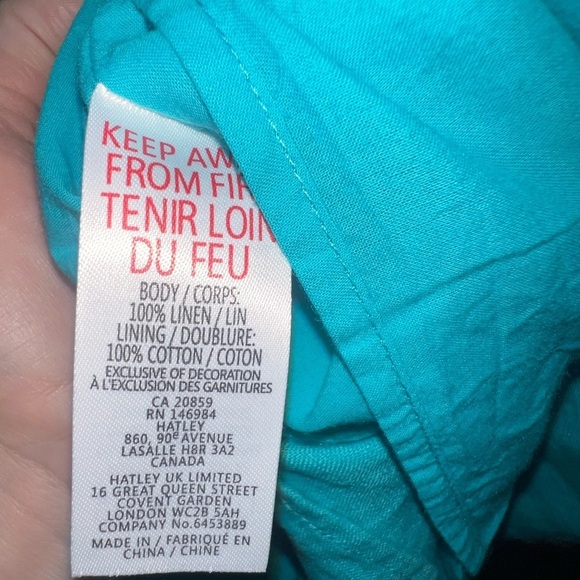 KEEP
FROM
TENIR LOIN
DU FEU
BODY / CORPS:
100% LINEN / LIN
LINING / DOUBLURE:
100% COTTON / COTON
EXCLUSIVE OF DECORATION
À L'EXCLUSION DES GARNITURES
CA 20859
RN 146984
HATLEY
860, 90e AVENUE
LASALLE H8R 3A2
CANADA
HATLEY UK LIMITED
16 GREAT QUEEN STREET
COVENT GARDEN
LONDON WC2B 5AH
COMPANY No.6453889
MADE IN / FABRIQUÉ EN
CHINA / CHINE